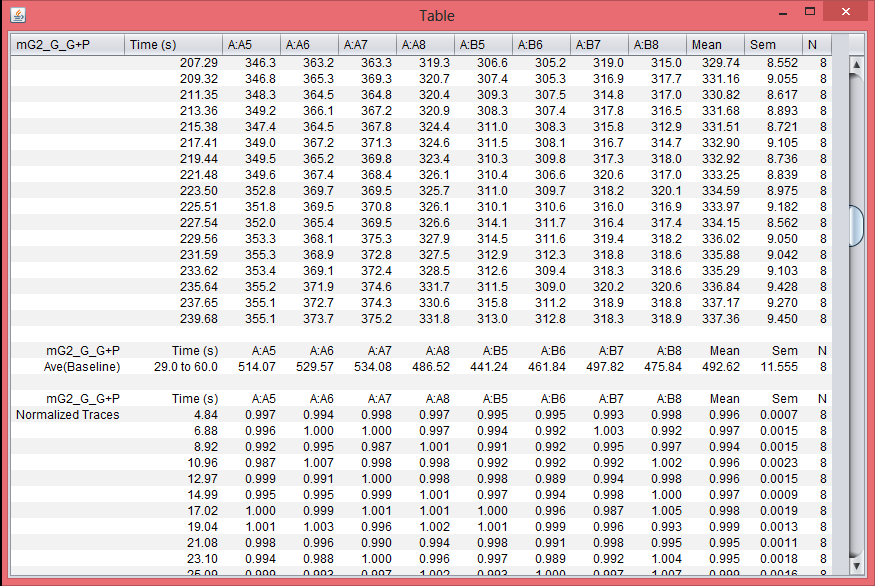 Table
mG2_G_G+P Time (s) A:A5 A:A6 A:A7 A:A8 A:B5 A:B6 A:B7 A:B8 Mean Sem N
207.29 346.3 363.2 363.3 319.3 306.6 305.2 319.0 315.0 329.74 8.552 8
209.32 346.8 365.3 369.3 320.7 307.4 305.3 316.9 317.7 331.16 9.055 8
211.35 348.3 364.5 364.8 320.4 309.3 307.5 314.8 317.0 330.82 8.617 8
213.36 349.2 366.1 367.2 320.9 308.3 307.4 317.8 316.5 331.68 8.893 8
215.38 347.4 364.5 367.8 324.4 311.0 308.3 315.8 312.9 331.51 8.721 8
217.41 349.0 367.2 371.3 324.6 311.5 308.1 316.7 314.7 332.90 9.105 8
219.44 349.5 365.2 369.8 323.4 310.3 309.8 317.3 318.0 332.92 8.736 8
221.48 349.6 367.4 368.4 326.1 310.4 306.6 320.6 317.0 333.25 8.839 8
223.50 352.8 369.7 369.5 325.7 311.0 309.7 318.2 320.1 334.59 8.975 8
225.51 351.8 369.5 370.8 326.1 310.1 310.6 316.0 316.9 333.97 9.182 8
227.54 352.0 365.4 369.5 326.6 314.1 311.7 316.4 317.4 334.15 8.562 8
229.56 353.3 368.1 375.3 327.9 314.5 311.6 319.4 318.2 336.02 9.050 8
231.59 355.3 368.9 372.8 327.5 312.9 312.3 318.8 318.6 335.88 9.042 8
233.62 353.4 369.1 372.4 328.5 312.6 309.4 318.3 318.6 335.29 9.103 8
235.64 355.2 371.9 374.6 331.7 311.5 309.0 320.2 320.6 336.84 9.428 8
237.65 355.1 372.7 374.3 330.6 315.8 311.2 318.9 318.8 337.17 9.270 8
239.68 355.1 373.7 375.2 331.8 313.0 312.8 318.3 318.9 337.36 9.450 8
mG2_G_G+P Time (s) A:A5 A:A6 A:A7 A:A8 A:B5 A:B6 A:B7 A:B8 Mean Sem N
Ave(Baseline) 29.0 to 60.0 514.07 529.57 534.08 486.52 441.24 461.84 497.82 475.84 492.62 11.555 8
mG2_G_G+P Time (s) A:A5 A:A6 A:A7 A:A8 A:B5 A:B6 A:B7 A:B8 Mean Sem N
Normalized Traces 4.84 0.997 0.994 0.998 0.997 0.995 0.995 0.993 0.998 0.996 0.0007 8
6.88 0.996 1.000 1.000 0.997 0.994 0.992 1.003 0.992 0.997 0.0015 8
8.92 0.992 0.995 0.987 1.001 0.991 0.992 0.995 0.997 0.994 0.0015 8
10.96 0.987 1.007 0.998 0.998 0.992 0.992 0.992 1.002 0.996 0.0023 8
12.97 0.999 0.991 1.000 0.998 0.998 0.989 0.994 0.998 0.996 0.0015 8
14.99 0.995 0.995 0.999 1.001 0.997 0.994 0.998 1.000 0.997 0.0009 8
17.02 1.000 0.999 1.001 1.001 1.000 0.996 0.987 1.005 0.998 0.0019 8
19.04 1.001 1.003 0.996 1.002 1.001 0.999 0.996 0.993 0.999 0.0013 8
21.08 0.998 0.996 0.990 0.994 0.998 0.991 0.998 0.995 0.995 0.0011 8
23.10 0.994 0.988 1.000 0.996 0.997 0.989 0.992 1.004 0.995 0.0018 8